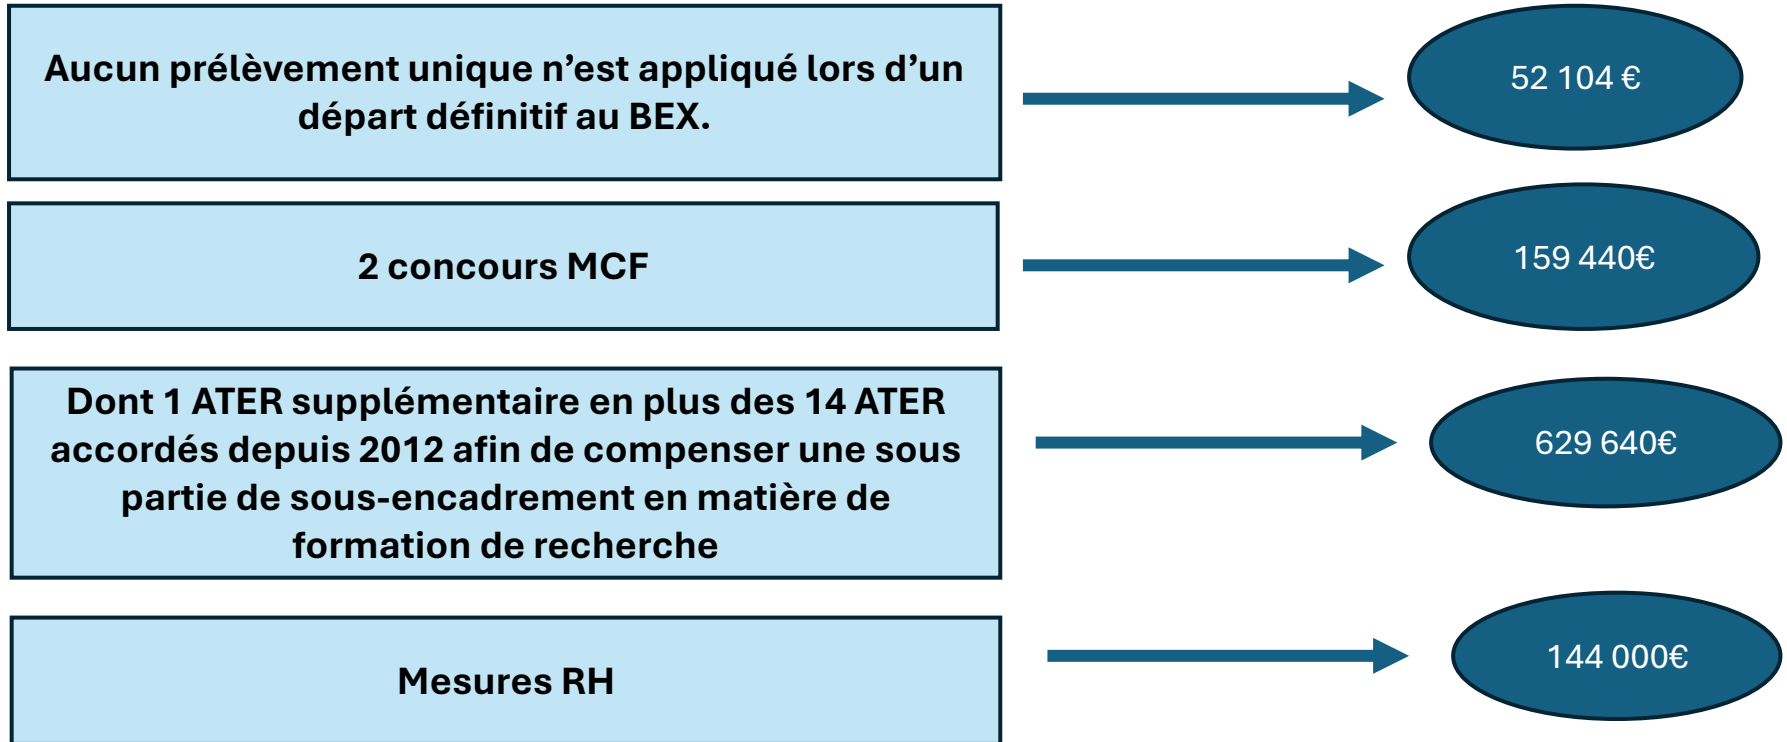 Aucun prélèvement unique n’est appliqué lors d’un
départ définitif au BEX.
52 104 €
2 concours MCF
159 440€
Dont 1 ATER supplémentaire en plus des 14 ATER
accordés depuis 2012 afin de compenser une sous
partie de sous-encadrement en matière de
formation de recherche
629 640€
Mesures RH
144 000€